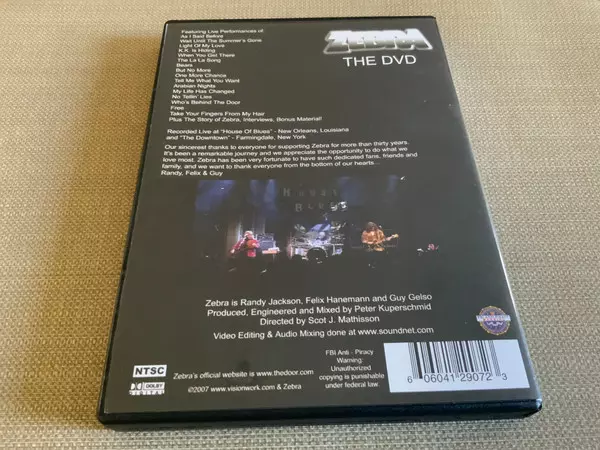 Featuring Live Performances of:
As I Said Before
Wait Until The Summer's Gone
Light Of My Love
K.K. Is Hiding
When You Get There
The La La Song
Bears
But No More
One More Chance
Tell Me What You Want
Arabian Nights
My Life Has Changed
No Tellin' Lies
Who's Behind The Door
Free
Take Your Fingers From My Hair
Plus The Story of Zebra, Interviews, Bonus Material!
ZEBRA
THE DVD
Recorded Live at "House Of Blues" - New Orleans, Louisiana
and "The Downtown" - Farmingdale, New York
Our sincerest thanks to everyone for supporting Zebra for more than thirty years.
It's been a remarkable journey and we appreciate the opportunity to do what we
love most. Zebra has been very fortunate to have such dedicated fans, friends and
family, and we want to thank everyone from the bottom of our hearts....
Randy, Felix & Guy
HOUSE
BLUES
Zebra is Randy Jackson, Felix Hanemann and Guy Gelso
Produced, Engineered and Mixed by Peter Kuperschmid
Directed by Scot J. Mathisson
Video Editing & Audio Mixing done at www.soundnet.com
NTSC
DOLBY
DIGITAL
Zebra's official website is www.thedoor.com
©2007 www.visionwork.com & Zebra
FBI Anti - Piracy
Warning:
Unauthorized
copying is punishable
under federal law.
6 06041 29072 3